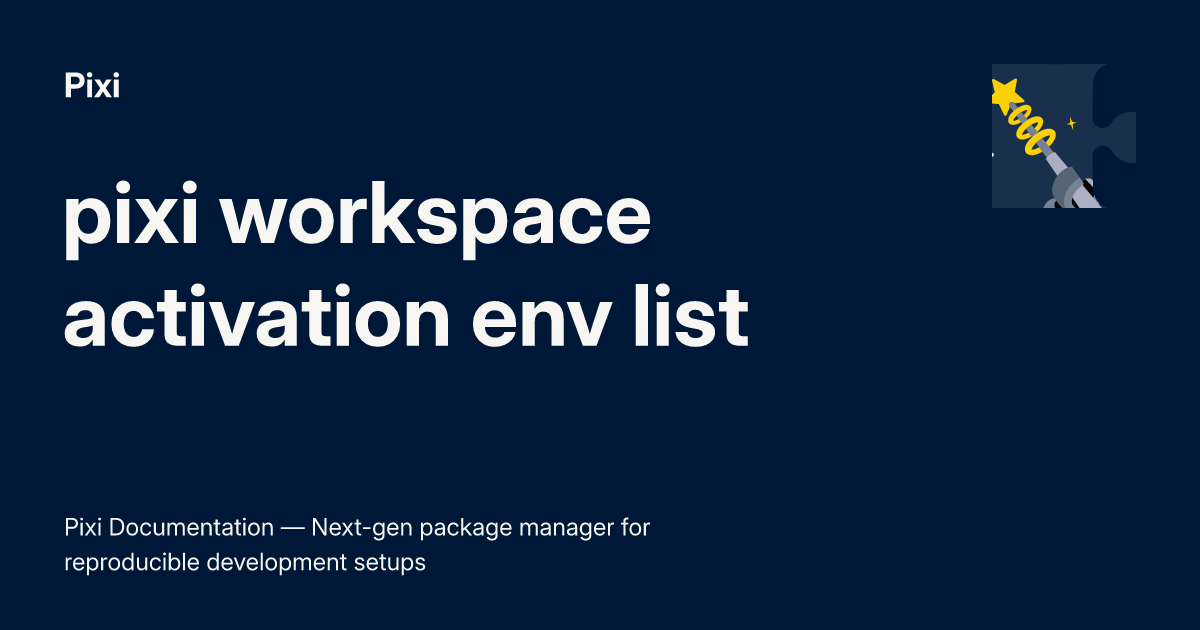 Pixi
pixi workspace
activation env list
Pixi Documentation — Next-gen package manager for
reproducible development setups